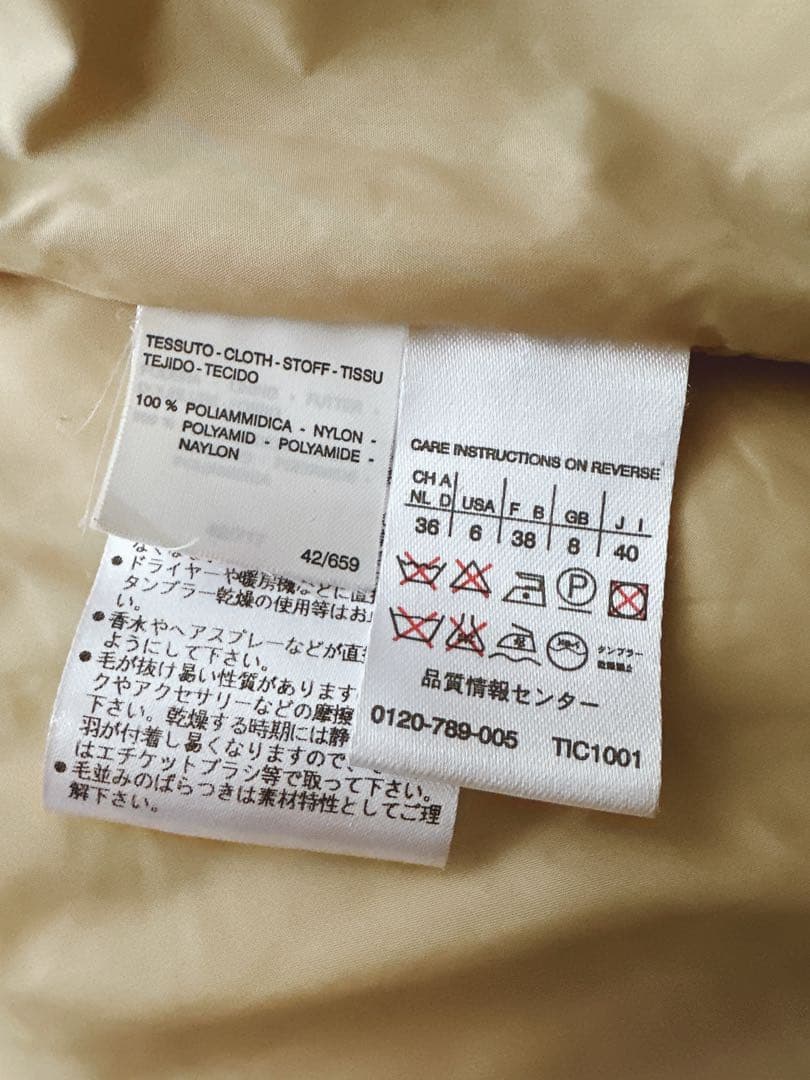 TESSUTO - CLOTH - STOFF - TISSU
TEJIDO - TECIDO
100 % POLIAMMIDICA - NYLON -
POLYAMID - POLYAMIDE -
NAYLON
42/659
CARE INSTRUCTIONS ON REVERSE
CH A
NL D USA F B GB J I
36 6 38 8 40
P
タンブラー
乾燥禁止
品質情報センター
0120-789-005 TIC1001
● ドライヤーや暖房機などに直接
タンブラー乾燥の使用等はお
い。
● 香水やヘアスプレーなどが直接
ようにして下さい。
● 毛が抜け易い性質があります
クやアクセサリーなどの摩擦
下さい。乾燥する時期には静
羽が付着し易くなりますので、
はエチケットブラシ等で取って下さい。
● 毛並みのばらつきは素材特性としてご理
解下さい。